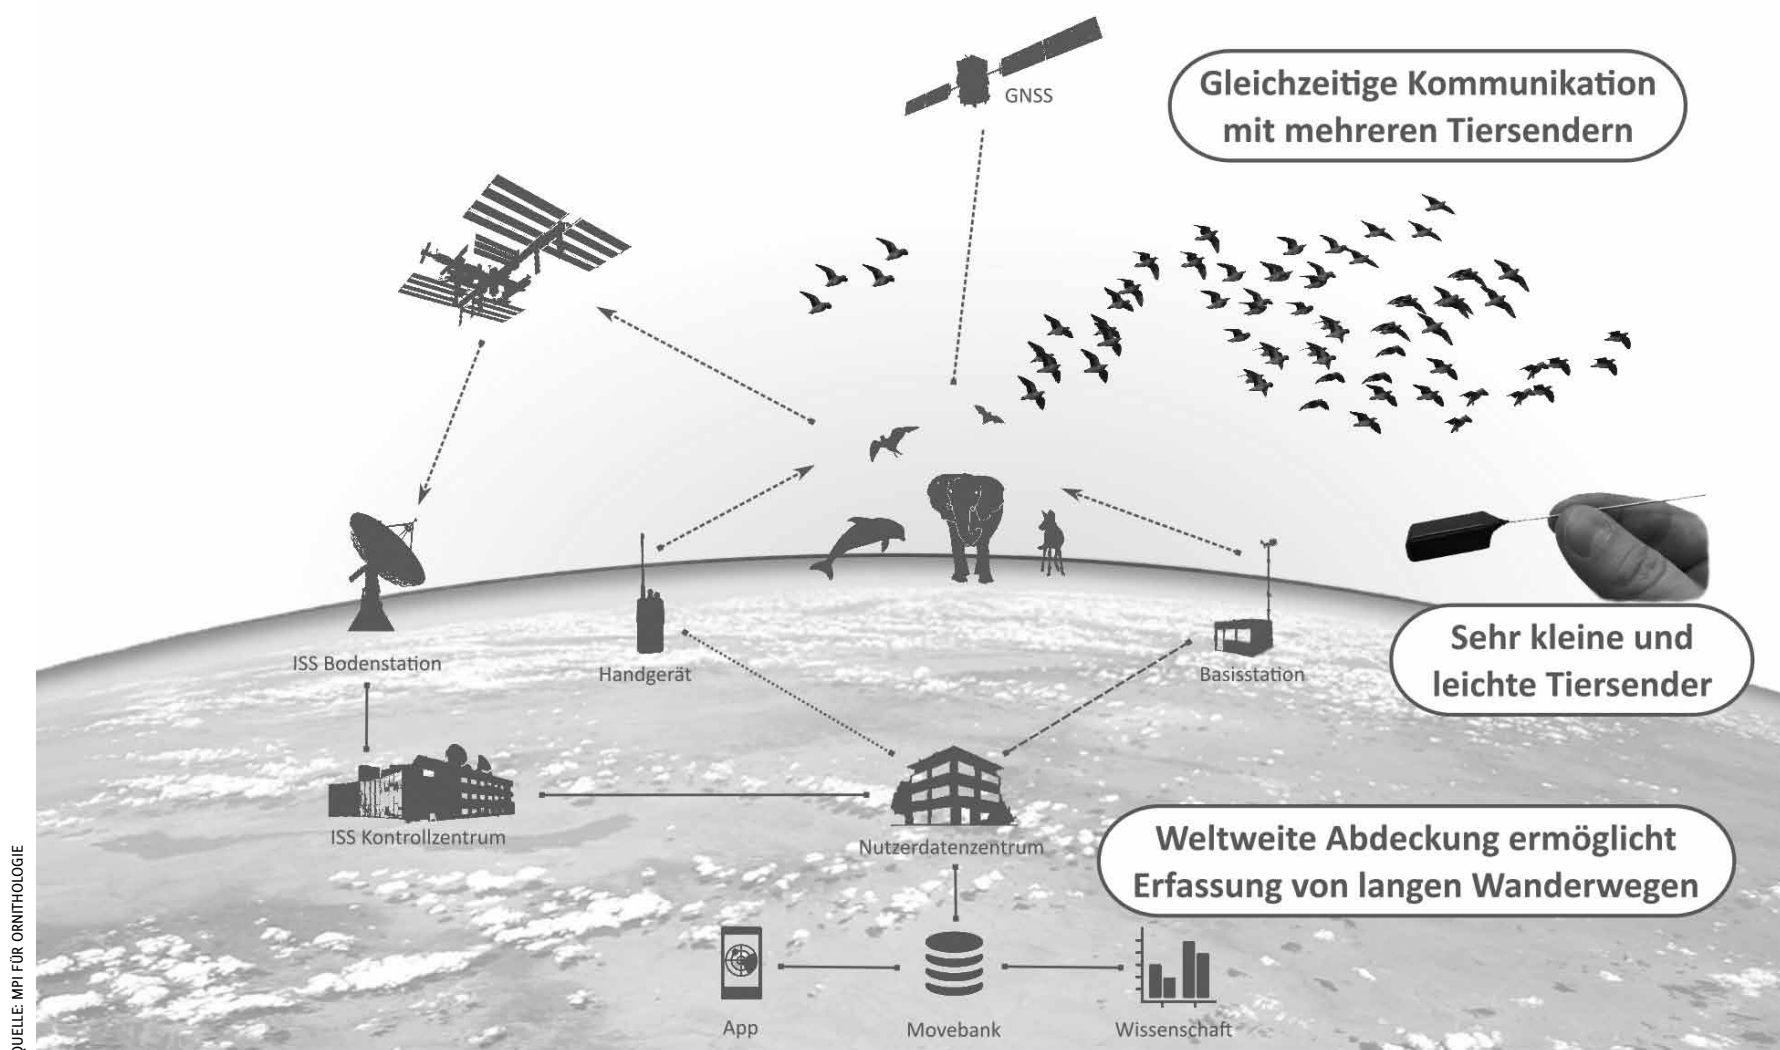 GNSS
Gleichzeitige Kommunikation
mit mehreren Tiersendern
Sehr kleine und
leichte Tiersender
ISS Bodenstation
Handgerät
Basisstation
ISS Kontrollzentrum
Nutzerdatenzentrum
Weltweite Abdeckung ermöglicht
Erfassung von langen Wanderwegen
App
Movebank
Wissenschaft
QUELLE: MPI FÜR ORNITHOLOGIE